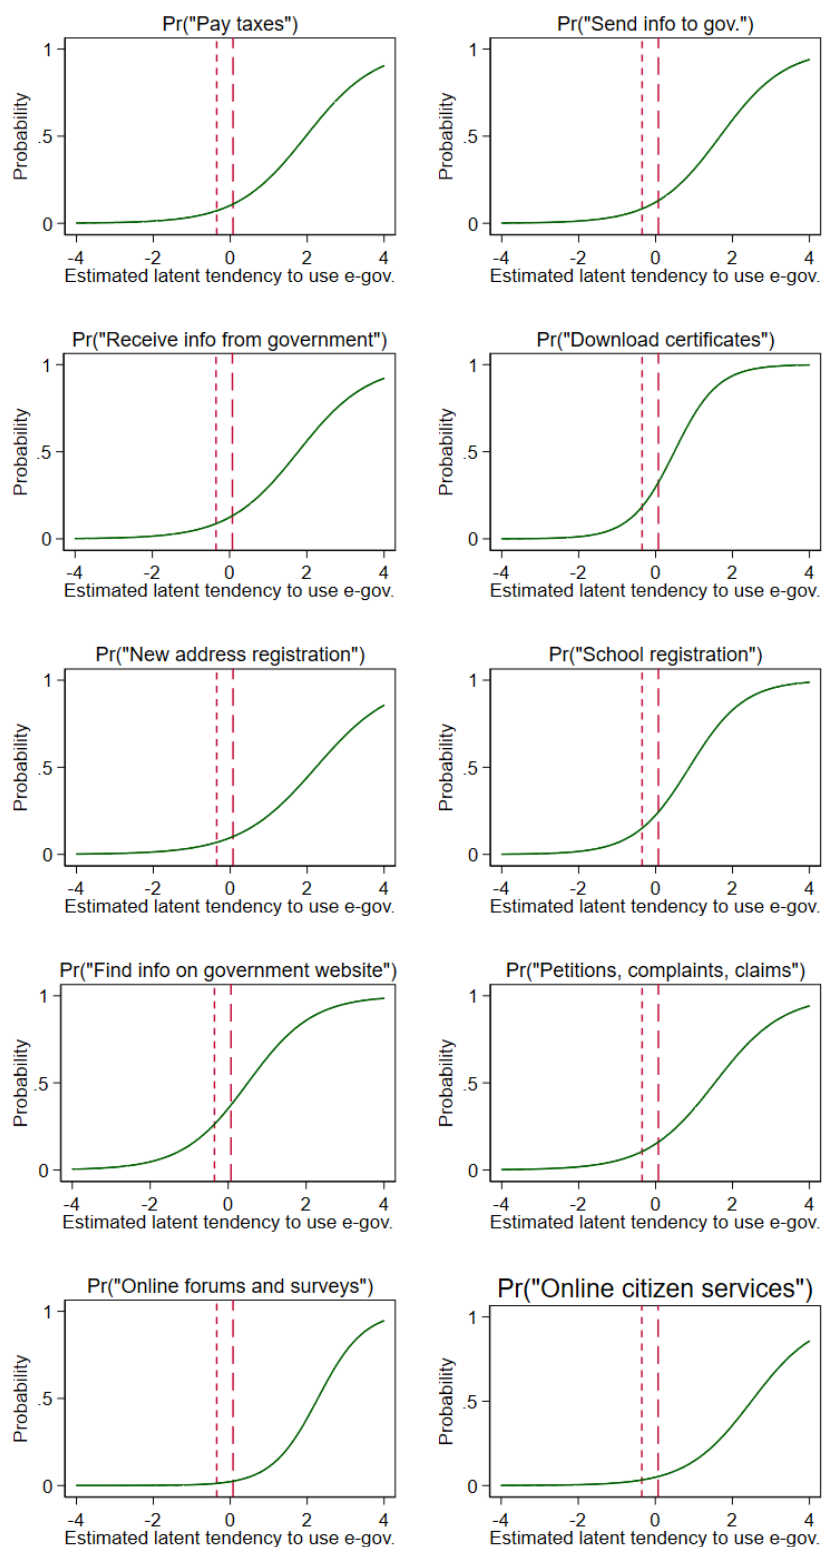 Pr("Pay taxes")
1
.5
0
Probability
-4 -2 0 2 4
Estimated latent tendency to use e-gov.
Pr("Send info to gov.")
1
.5
0
Probability
-4 -2 0 2 4
Estimated latent tendency to use e-gov.
Pr("Receive info from government")
1
.5
0
Probability
-4 -2 0 2 4
Estimated latent tendency to use e-gov.
Pr("Download certificates")
1
.5
0
Probability
-4 -2 0 2 4
Estimated latent tendency to use e-gov.
Pr("New address registration")
1
.5
0
Probability
-4 -2 0 2 4
Estimated latent tendency to use e-gov.
Pr("School registration")
1
.5
0
Probability
-4 -2 0 2 4
Estimated latent tendency to use e-gov.
Pr("Find info on government website")
1
.5
0
Probability
-4 -2 0 2 4
Estimated latent tendency to use e-gov.
Pr("Petitions, complaints, claims")
1
.5
0
Probability
-4 -2 0 2 4
Estimated latent tendency to use e-gov.
Pr("Online forums and surveys")
1
.5
0
Probability
-4 -2 0 2 4
Estimated latent tendency to use e-gov.
Pr("Online citizen services")
1
.5
0
Probability
-4 -2 0 2 4
Estimated latent tendency to use e-gov.